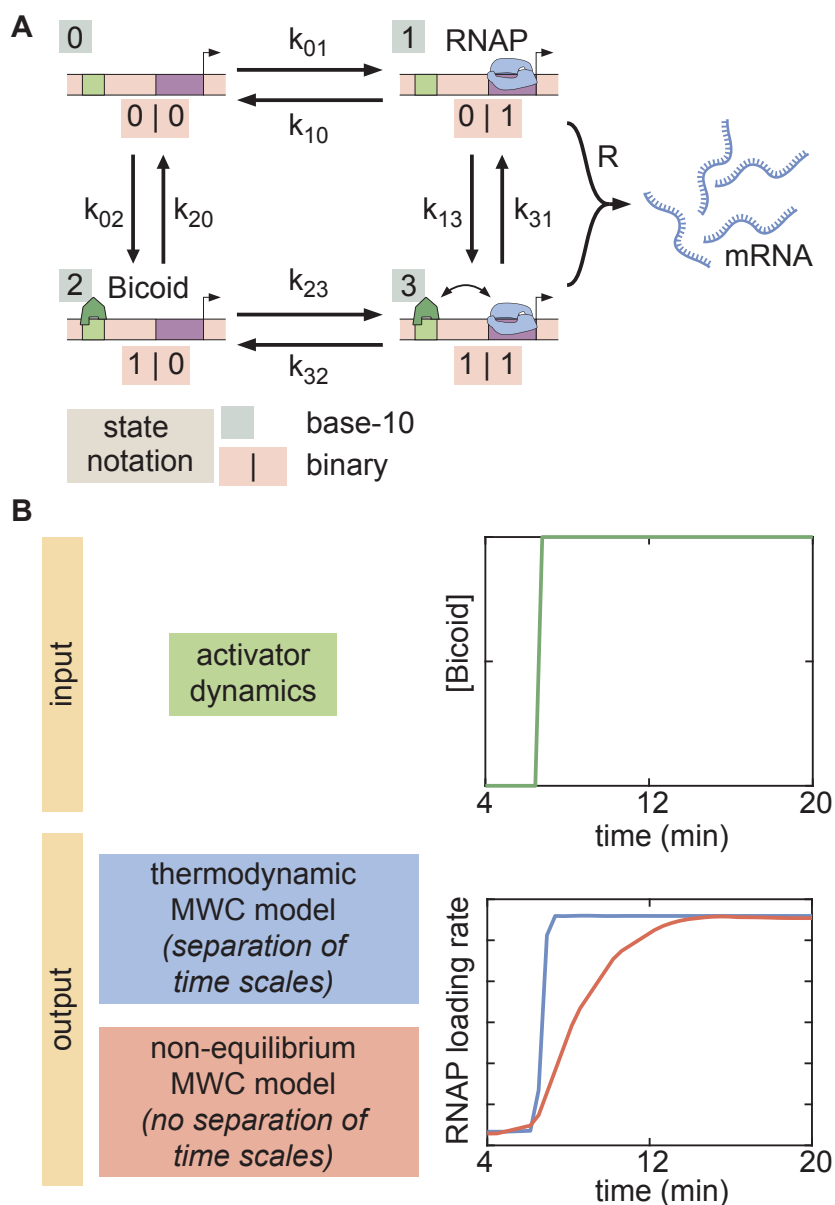 A
0
k01
1
RNAP
0 | 0
k10
0 | 1
R
k02
k20
k13
k31
mRNA
2
Bicoid
k23
3
1 | 0
k32
1 | 1
state
notation
base-10
|
binary
B
input
activator
dynamics
[Bicoid]
4
12
20
time (min)
output
thermodynamic
MWC model
(separation of
time scales)
non-equilibrium
MWC model
(no separation of
time scales)
RNAP loading rate
4
12
20
time (min)